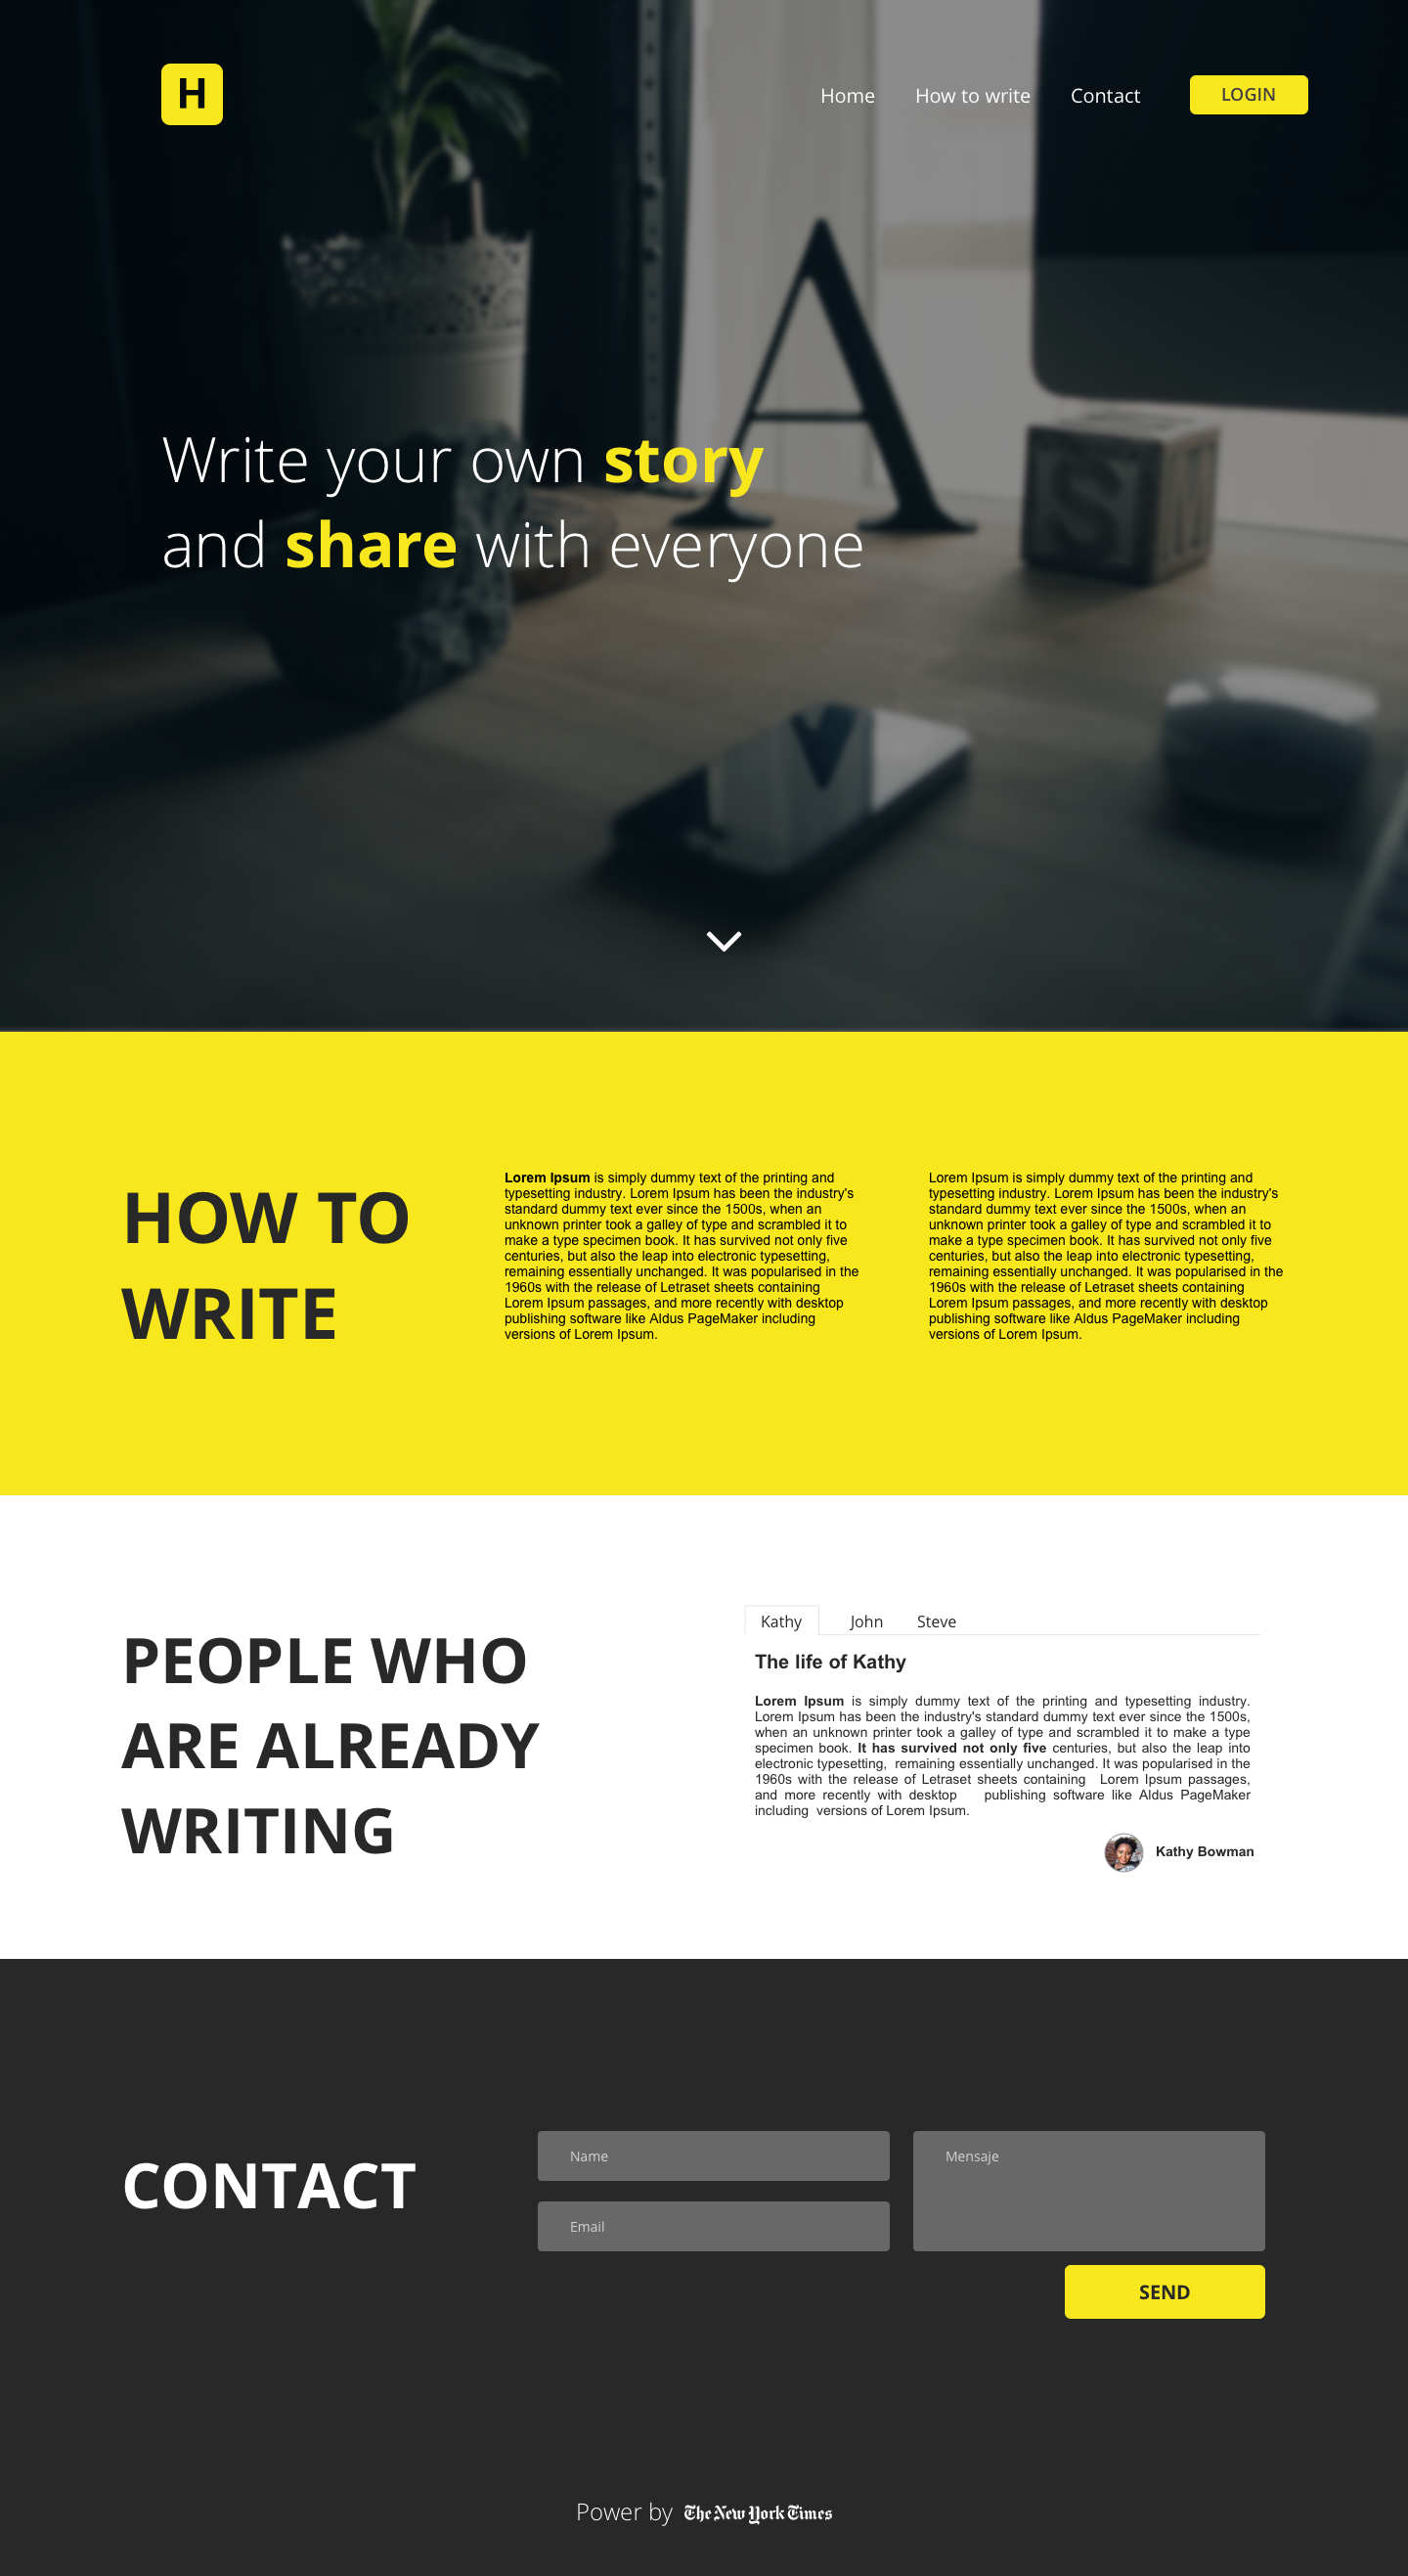 H
Home How to write Contact LOGIN
A
S
Write your own story
and share with everyone
HOW TO
WRITE
Lorem Ipsum is simply dummy text of the printing and
typesetting industry. Lorem Ipsum has been the industry's
standard dummy text ever since the 1500s, when an
unknown printer took a galley of type and scrambled it to
make a type specimen book. It has survived not only five
centuries, but also the leap into electronic typesetting,
remaining essentially unchanged. It was popularised in the
1960s with the release of Letraset sheets containing
Lorem Ipsum passages, and more recently with desktop
publishing software like Aldus PageMaker including
versions of Lorem Ipsum.
Lorem Ipsum is simply dummy text of the printing and
typesetting industry. Lorem Ipsum has been the industry's
standard dummy text ever since the 1500s, when an
unknown printer took a galley of type and scrambled it to
make a type specimen book. It has survived not only five
centuries, but also the leap into electronic typesetting,
remaining essentially unchanged. It was popularised in the
1960s with the release of Letraset sheets containing
Lorem Ipsum passages, and more recently with desktop
publishing software like Aldus PageMaker including
versions of Lorem Ipsum.
PEOPLE WHO
ARE ALREADY
WRITING
Kathy John Steve
The life of Kathy
Lorem Ipsum is simply dummy text of the printing and typesetting industry.
Lorem Ipsum has been the industry's standard dummy text ever since the 1500s,
when an unknown printer took a galley of type and scrambled it to make a type
specimen book. It has survived not only five centuries, but also the leap into
electronic typesetting, remaining essentially unchanged. It was popularised in the
1960s with the release of Letraset sheets containing Lorem Ipsum passages,
and more recently with desktop publishing software like Aldus PageMaker
including versions of Lorem Ipsum.
Kathy Bowman
CONTACT
Name
Email
Mensaje
SEND
Power by The New York Times